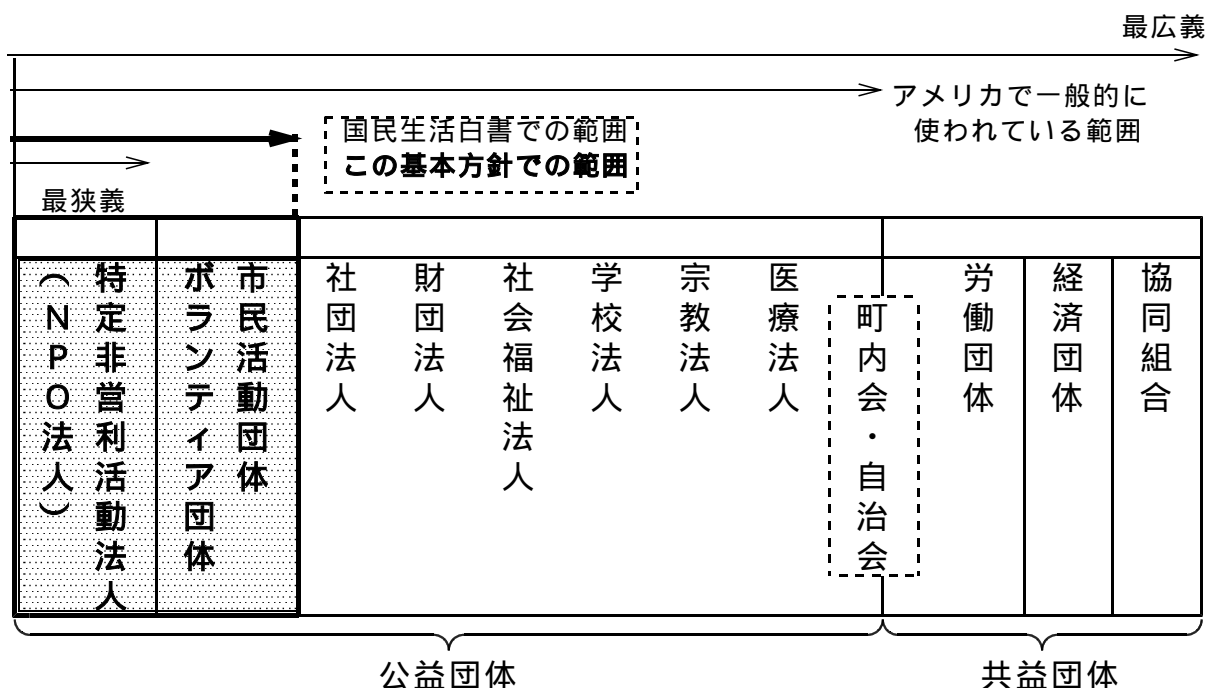 最広義
アメリカで一般的に
使われている範囲
国民生活白書での範囲
この基本方針での範囲
最狭義
特定非営利活動法人
（ＮＰＯ法人）
市民活動団体
ボランティア団体
社団法人
財団法人
社会福祉法人
学校法人
宗教法人
医療法人
町内会・自治会
労働団体
経済団体
協同組合
公益団体
共益団体